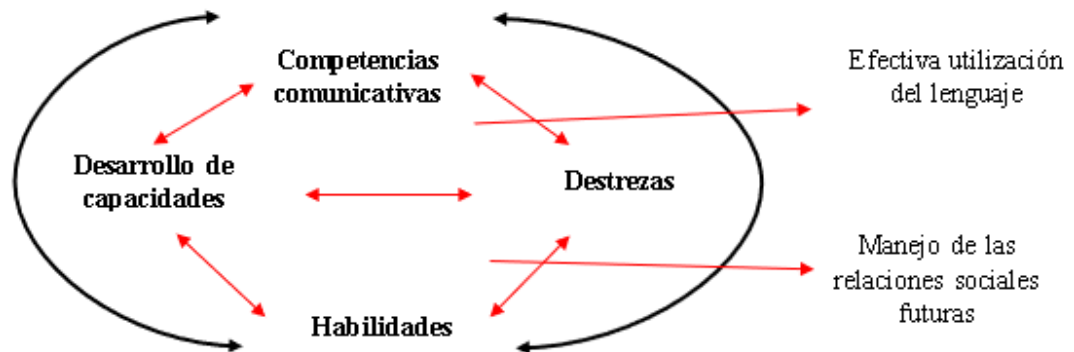 Competencias
comunicativas
Efectiva utilización
del lenguaje
Desarrollo de
capacidades
Destrezas
Manejo de las
relaciones sociales
futuras
Habilidades